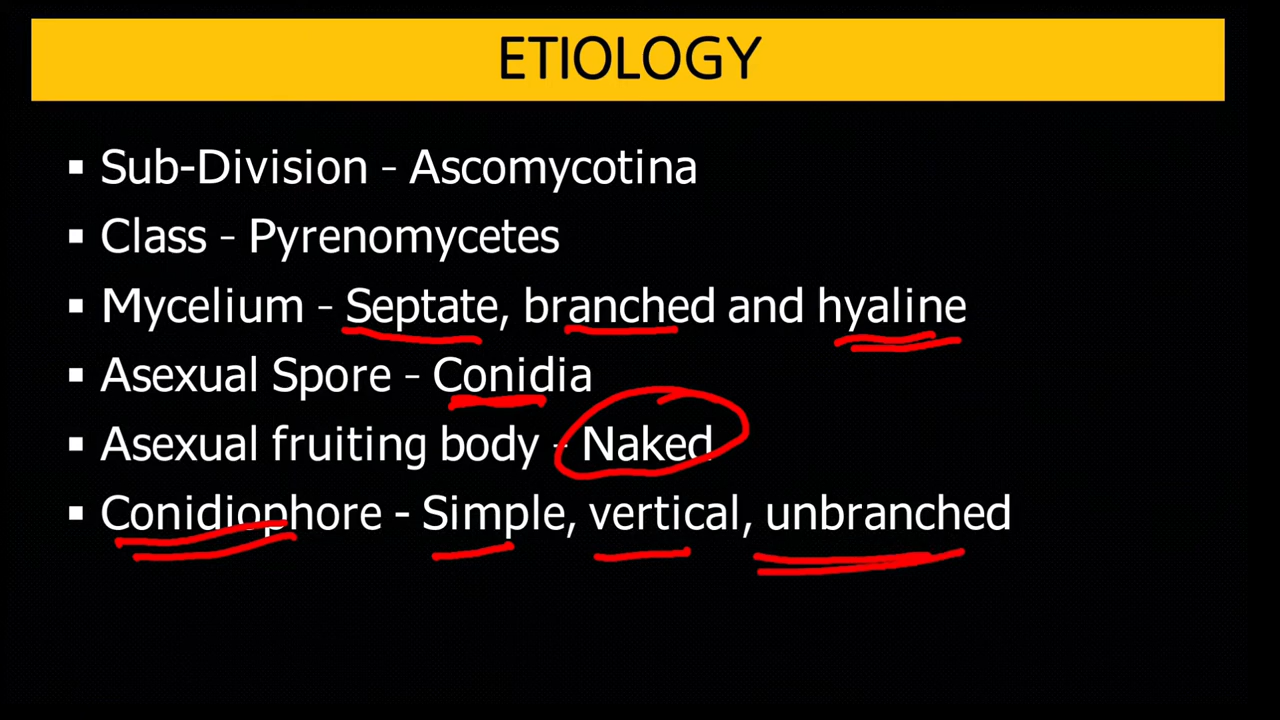 ETIOLOGY
▪ Sub-Division - Ascomycotina
▪ Class - Pyrenomycetes
▪ Mycelium - Septate, branched and hyaline
▪ Asexual Spore - Conidia
▪ Asexual fruiting body - Naked
▪ Conidiophore - Simple, vertical, unbranched